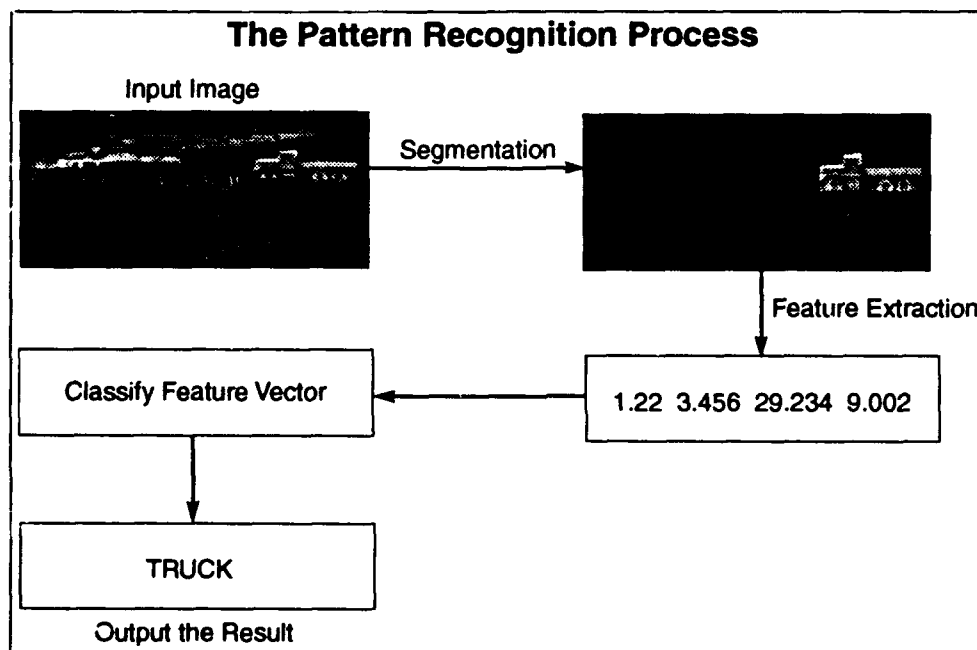 The Pattern Recognition Process
Input Image
Segmentation
Feature Extraction
1.22 3.456 29.234 9.002
Classify Feature Vector
TRUCK
Output the Result